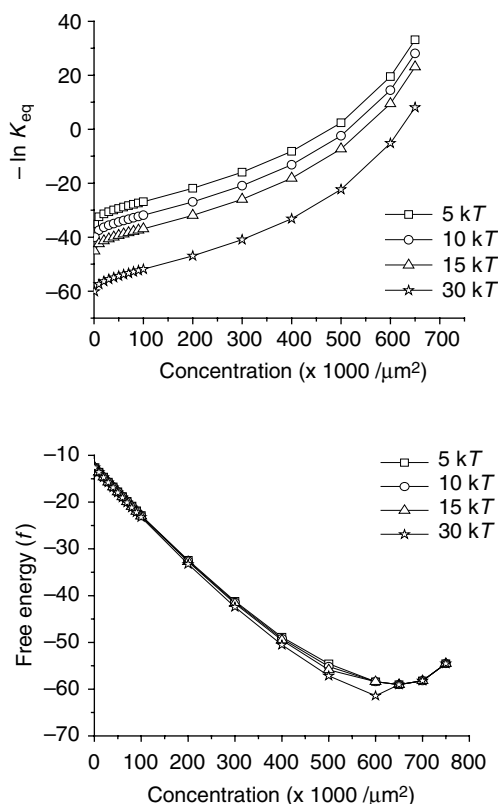 40
20
0
−20
−40
−60
− ln Keq
5 kT
10 kT
15 kT
30 kT
0 100 200 300 400 500 600 700
Concentration (x 1000 /μm²)
−10
−20
−30
−40
−50
−60
−70
Free energy (f)
5 kT
10 kT
15 kT
30 kT
0 100 200 300 400 500 600 700 800
Concentration (x 1000 /μm²)